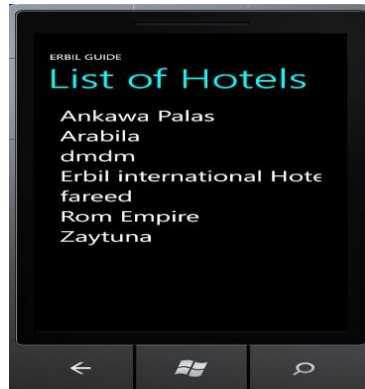 ERBIL GUIDE
List of Hotels
Ankawa Palas
Arabila
dmdm
Erbil international Hote
fareed
Rom Empire
Zaytuna